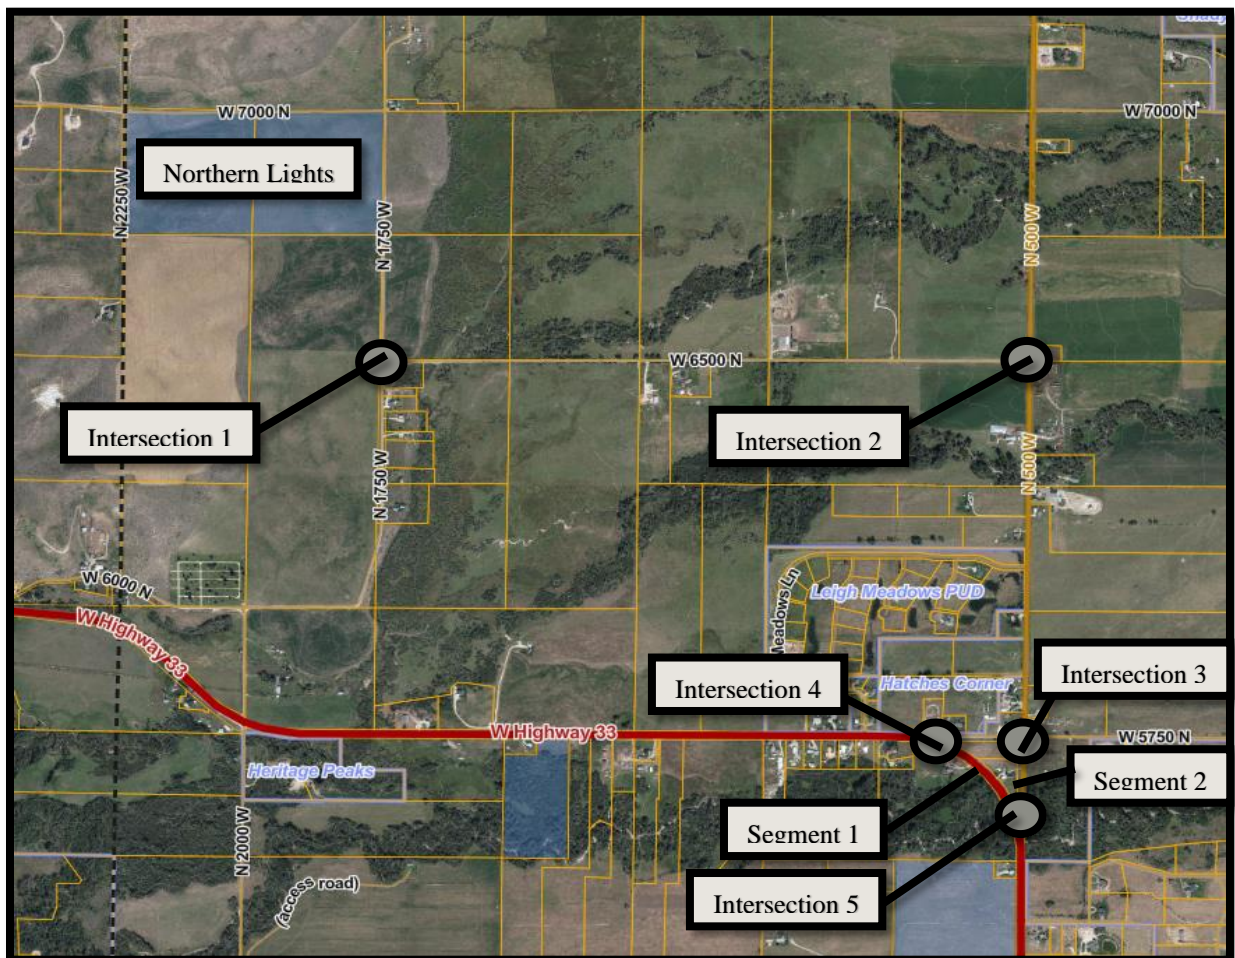 Shady
W 7000 N
W 7000 N
Northern Lights
N 2250 W
N 1750 W
N 500 W
W 6500 N
Intersection 1
Intersection 2
N 1750 W
N 500 W
W 6000 N
Meadows Ln
Leigh Meadows PUD
W Highway 33
Intersection 4
Hatches Corner
Intersection 3
W Highway 33
W 5750 N
Heritage Peaks
Segment 2
Segment 1
N 2000 W
(access road)
Intersection 5